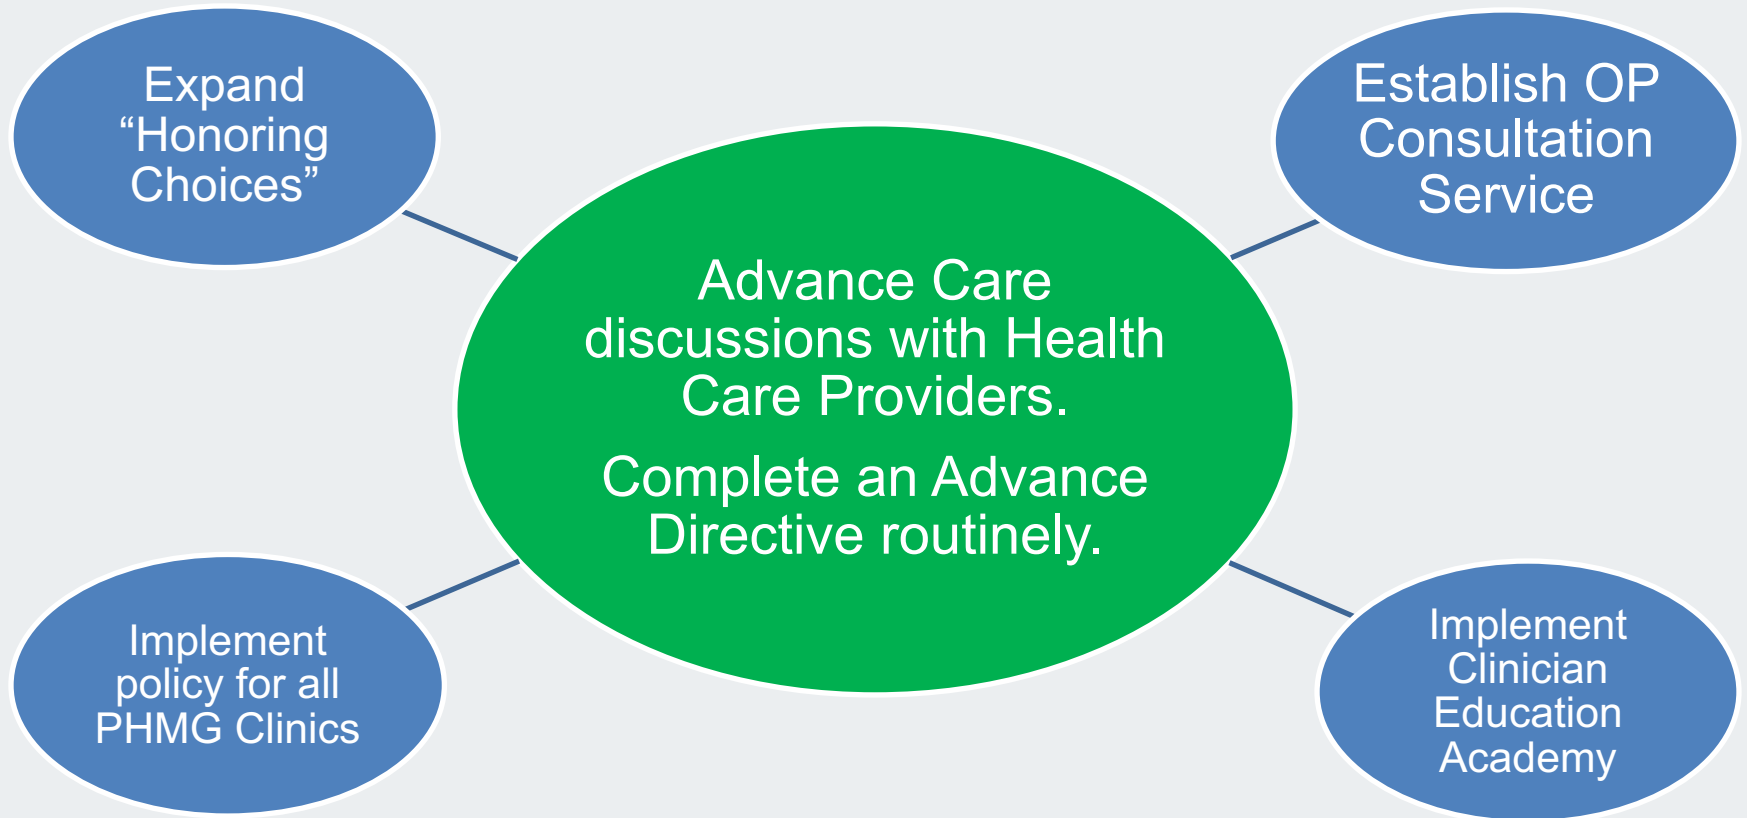 Expand
“Honoring
Choices”
Establish OP
Consultation
Service
Advance Care
discussions with Health
Care Providers.
Complete an Advance
Directive routinely.
Implement
policy for all
PHMG Clinics
Implement
Clinician
Education
Academy